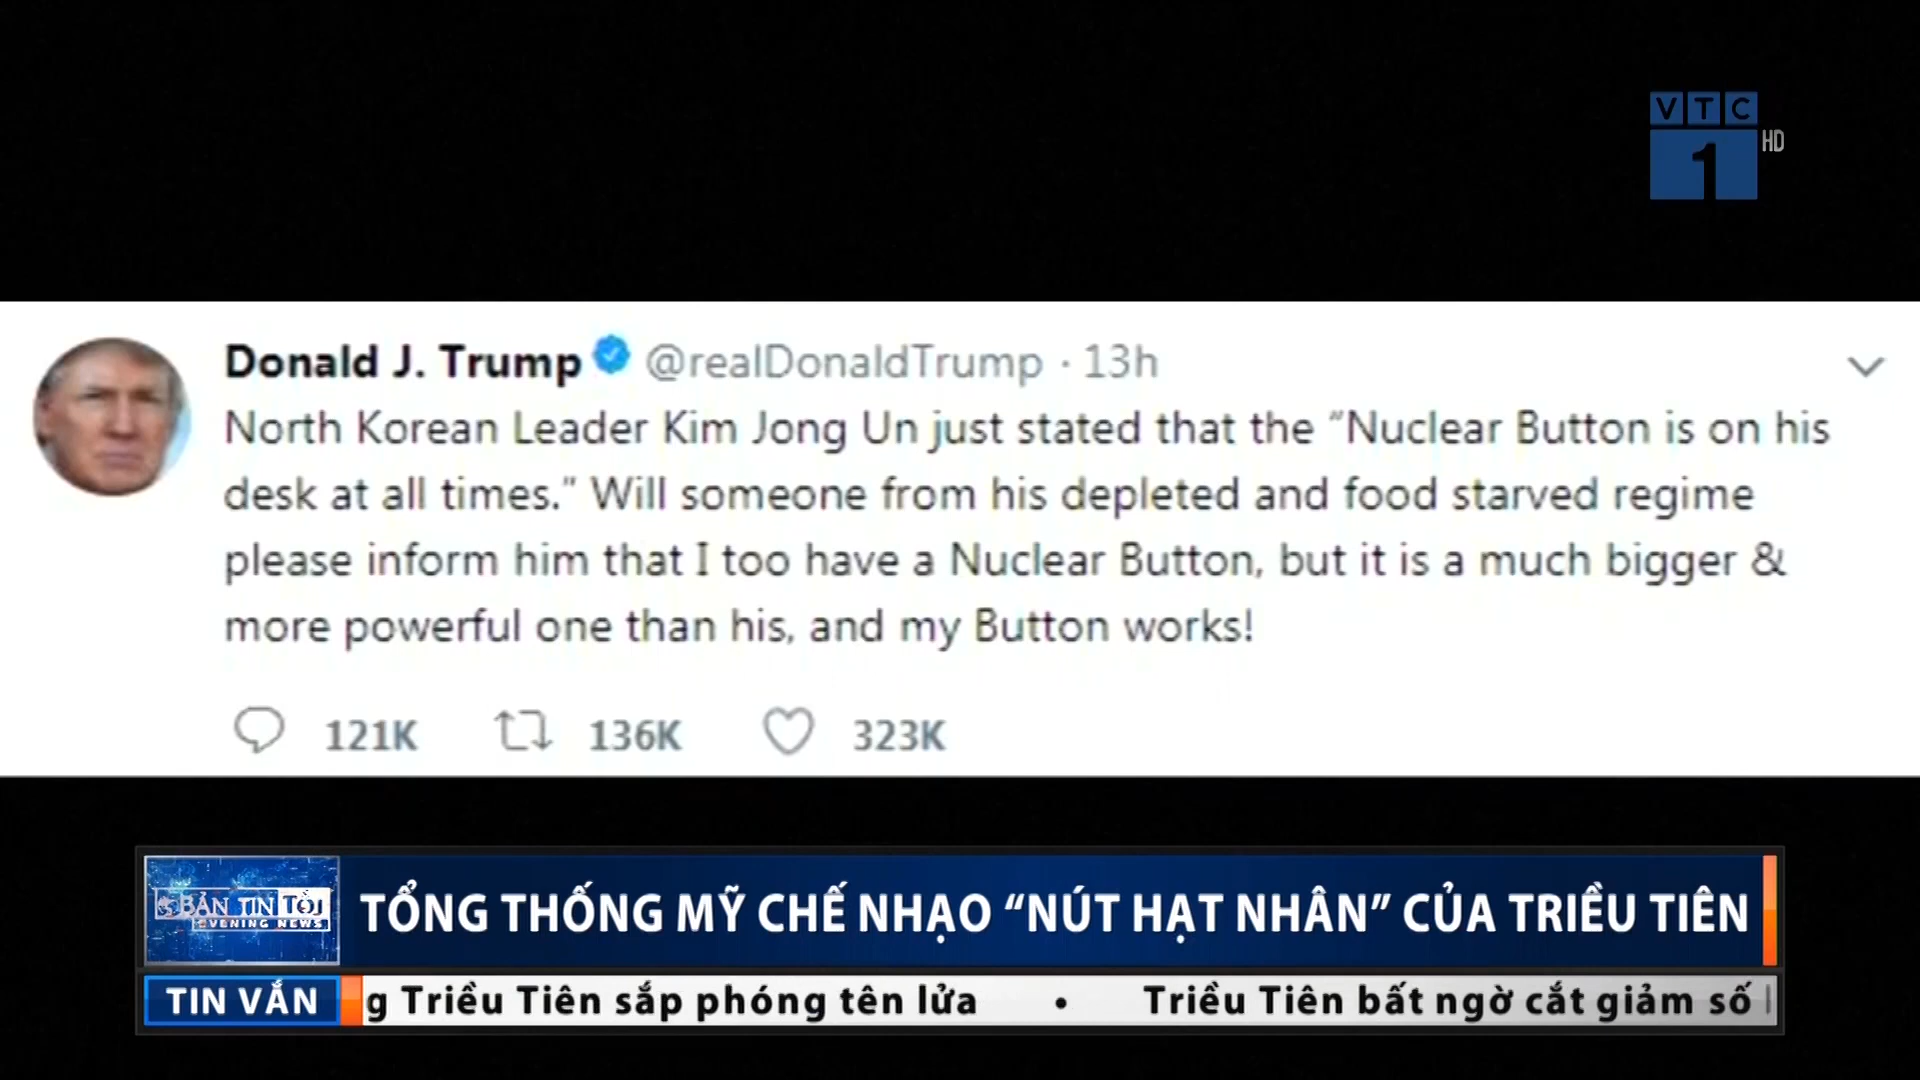 VTC
1 HD
Donald J. Trump @realDonaldTrump · 13h
North Korean Leader Kim Jong Un just stated that the “Nuclear Button is on his
desk at all times.” Will someone from his depleted and food starved regime
please inform him that I too have a Nuclear Button, but it is a much bigger &
more powerful one than his, and my Button works!
121K 136K 323K
BẢN TIN TỐI
EVENING NEWS
TỔNG THỐNG MỸ CHẾ NHẠO “NÚT HẠT NHÂN” CỦA TRIỀU TIÊN
TIN VẮN
g Triều Tiên sắp phóng tên lửa • Triều Tiên bất ngờ cắt giảm số